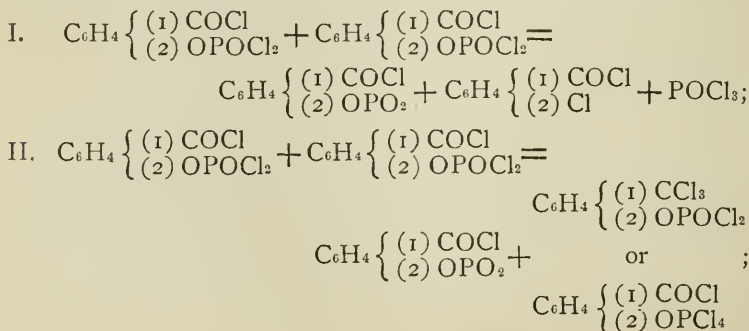 I. C₆H₄ { (1) COCl (2) OPOCl₂ + C₆H₄ { (1) COCl (2) OPOCl₂ =
C₆H₄ { (1) COCl (2) OPO₂ + C₆H₄ { (1) COCl (2) Cl + POCl₃;
II. C₆H₄ { (1) COCl (2) OPOCl₂ + C₆H₄ { (1) COCl (2) OPOCl₂ =
C₆H₄ { (1) CCl₃ (2) OPOCl₂
C₆H₄ { (1) COCl (2) OPO₂ + or ;
C₆H₄ { (1) COCl (2) OPCl₄